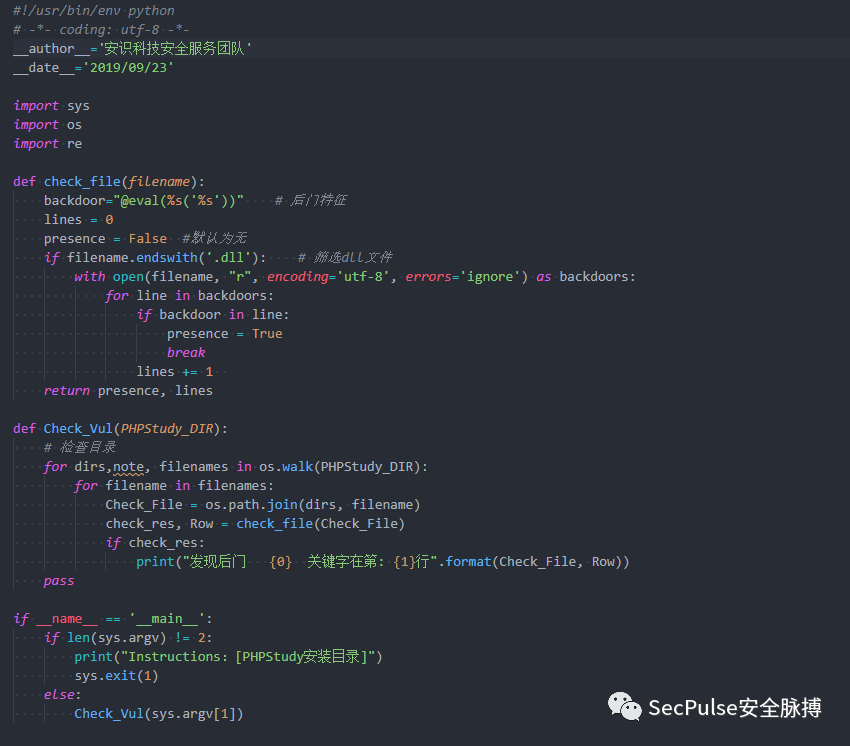 #!/usr/bin/env python
# -*- coding: utf-8 -*-
__author__='安识科技安全服务团队'
__date__='2019/09/23'

import sys
import os
import re

def check_file(filename):
    backdoor="@eval(%s('%s'))"    # 后门特征
    lines = 0
    presence = False  #默认为无
    if filename.endswith('.dll'):    # 筛选dll文件
        with open(filename, "r", encoding='utf-8', errors='ignore') as backdoors:
            for line in backdoors:
                if backdoor in line:
                    presence = True
                    break
                lines += 1
    return presence, lines

def Check_Vul(PHPStudy_DIR):
    # 检查目录
    for dirs,note, filenames in os.walk(PHPStudy_DIR):
        for filename in filenames:
            Check_File = os.path.join(dirs, filename)
            check_res, Row = check_file(Check_File)
            if check_res:
                print("发现后门   {0}  关键字在第: {1}行".format(Check_File, Row))
    pass

if __name__ == '__main__':
    if len(sys.argv) != 2:
        print("Instructions：[PHPStudy安装目录]")
        sys.exit(1)
    else:
        Check_Vul(sys.argv[1])
SecPulse安全脉搏